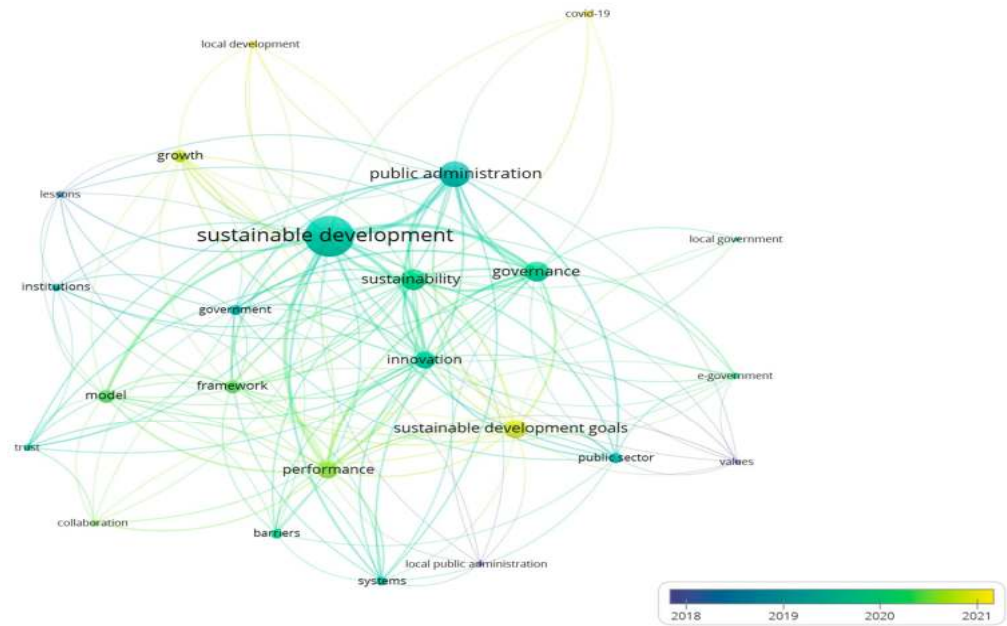 covid-19
local development
growth
public administration
lessons
sustainable development
local government
sustainability
governance
institutions
government
innovation
e-government
framework
model
sustainable development goals
trust
public sector
values
performance
collaboration
barriers
local public administration
systems
2018
2019
2020
2021